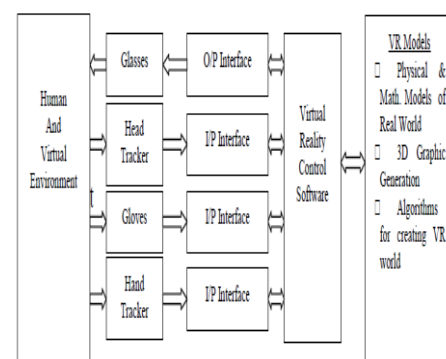 Human
And
Virtual
Environment
t
Glasses
O/P Interface
Head
Tracker
I/P Interface
Gloves
I/P Interface
Hand
Tracker
I/P Interface
Virtual
Reality
Control
Software
VR Models
▯ Physical &
Math. Models of
Real World
▯ 3D Graphic
Generation
▯ Algorithms
for creating VR
world